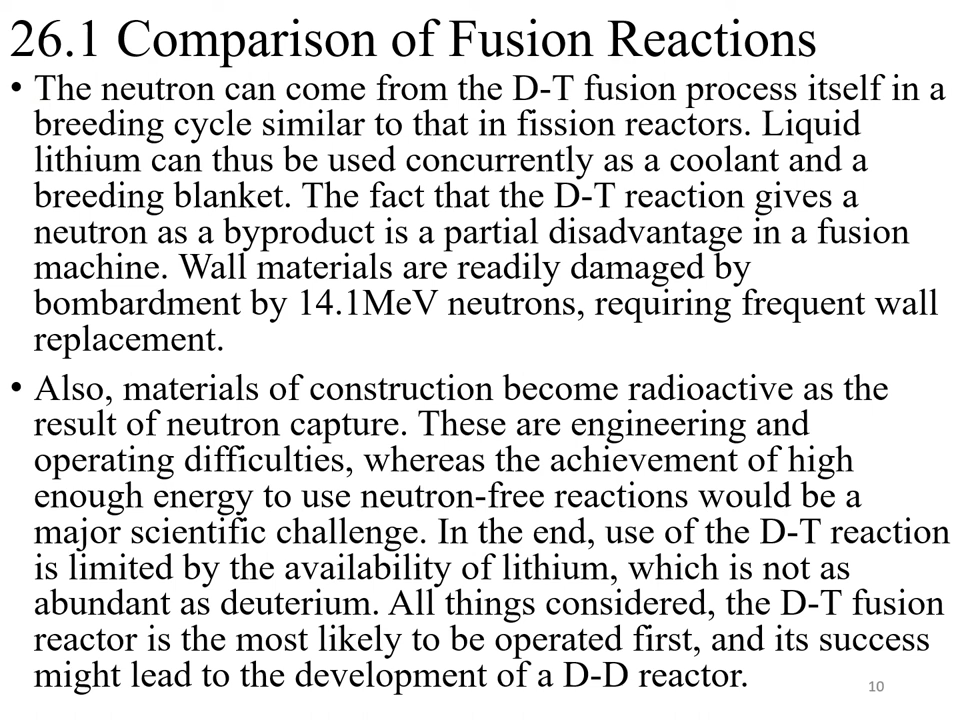 26.1 Comparison of Fusion Reactions
• The neutron can come from the D-T fusion process itself in a
breeding cycle similar to that in fission reactors. Liquid
lithium can thus be used concurrently as a coolant and a
breeding blanket. The fact that the D-T reaction gives a
neutron as a byproduct is a partial disadvantage in a fusion
machine. Wall materials are readily damaged by
bombardment by 14.1MeV neutrons, requiring frequent wall
replacement.
• Also, materials of construction become radioactive as the
result of neutron capture. These are engineering and
operating difficulties, whereas the achievement of high
enough energy to use neutron-free reactions would be a
major scientific challenge. In the end, use of the D-T reaction
is limited by the availability of lithium, which is not as
abundant as deuterium. All things considered, the D-T fusion
reactor is the most likely to be operated first, and its success
might lead to the development of a D-D reactor.
10